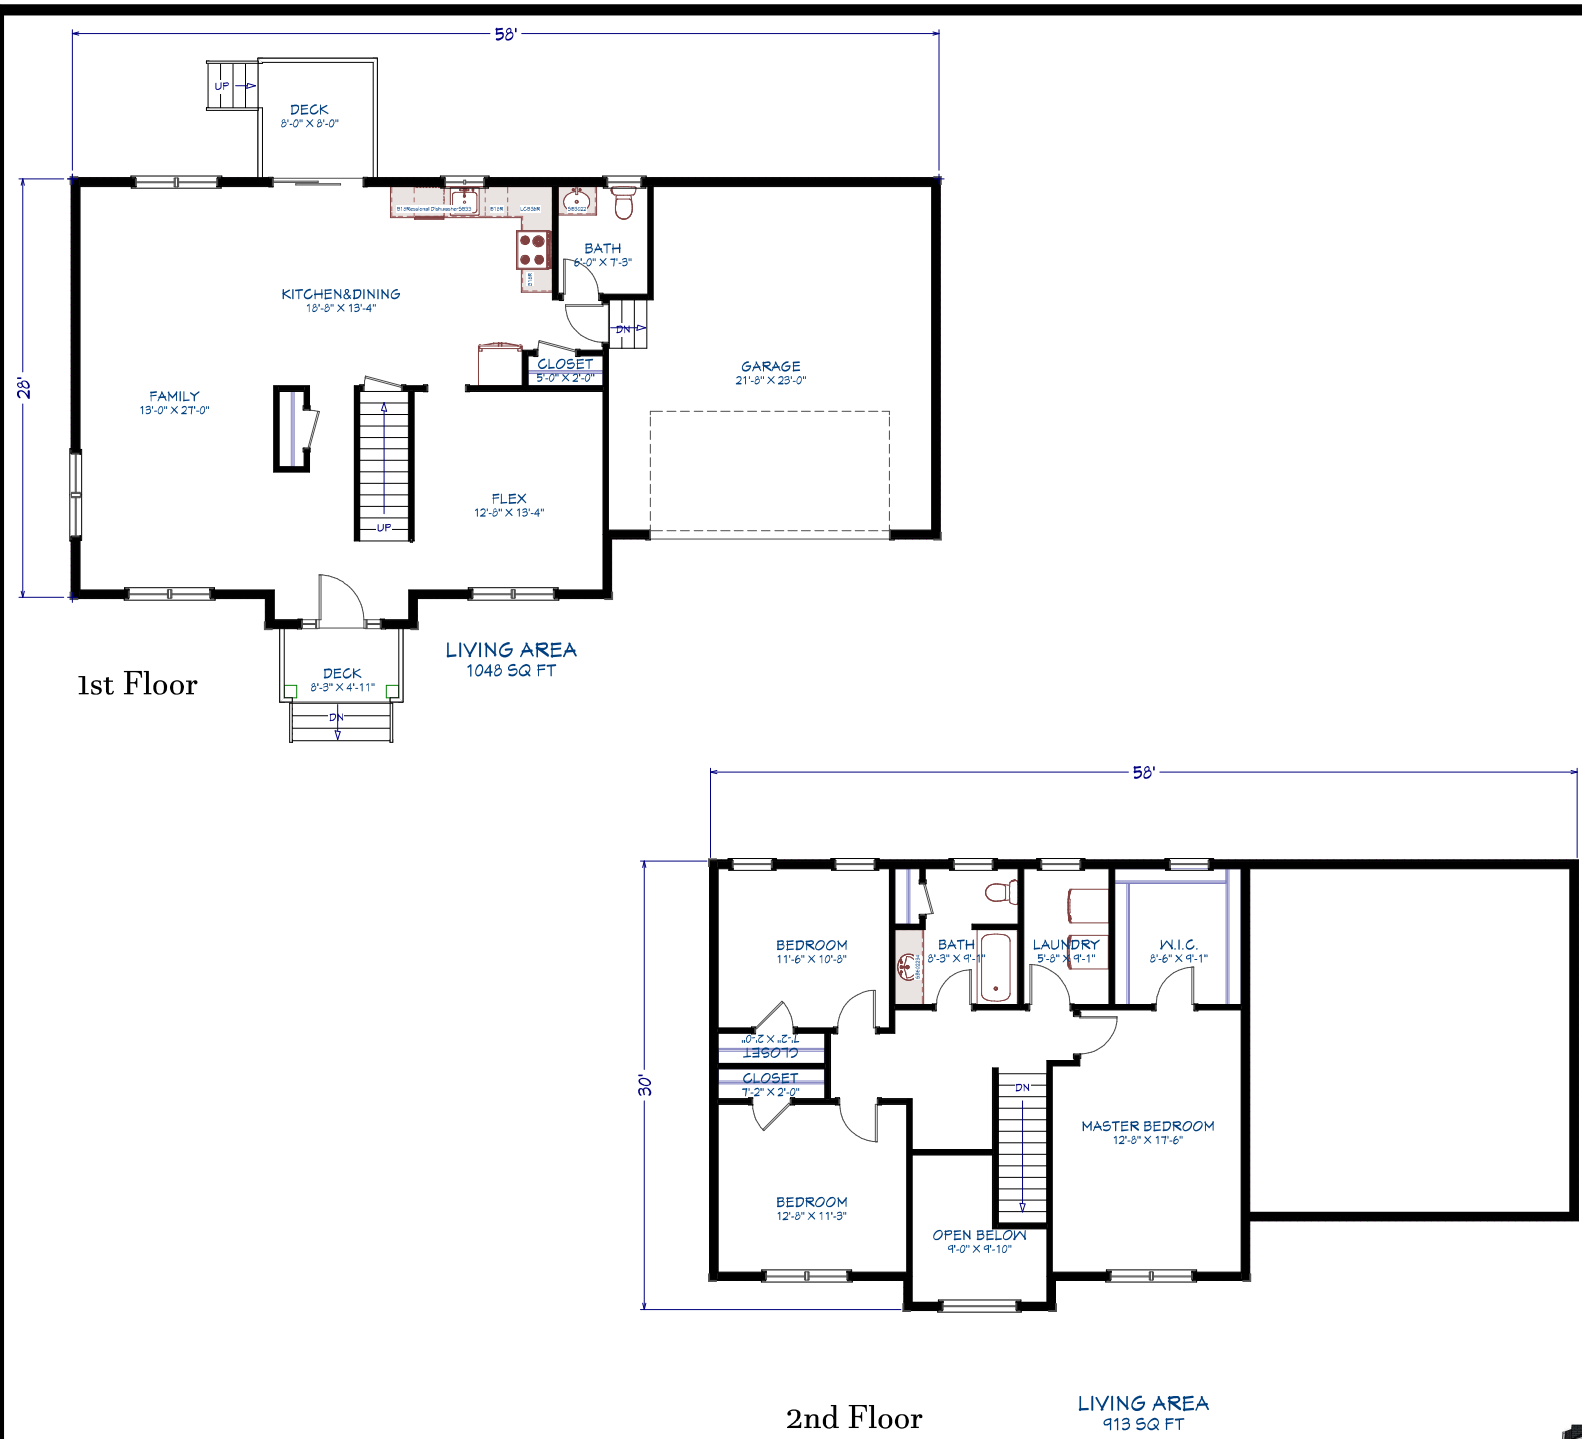 58'
UP
DECK
8'-0" X 8'-0"
28'
BATH
6'-0" X 7'-3"
KITCHEN&DINING
18'-8" X 13'-4"
DN
CLOSET
5'-0" X 2'-0"
GARAGE
21'-8" X 23'-0"
FAMILY
13'-0" X 27'-0"
FLEX
12'-8" X 13'-4"
UP
LIVING AREA
1048 SQ FT
1st Floor
DECK
8'-3" X 4'-11"
DN
58'
30'
BEDROOM
11'-6" X 10'-8"
BATH
8'-3" X 9'-1"
LAUNDRY
5'-8" X 9'-1"
W.I.C.
8'-6" X 9'-1"
CLOSET
7'-2" X 2'-0"
CLOSET
7'-2" X 2'-0"
DN
MASTER BEDROOM
12'-8" X 17'-6"
BEDROOM
12'-8" X 11'-3"
OPEN BELOW
9'-0" X 9'-10"
LIVING AREA
913 SQ FT
2nd Floor